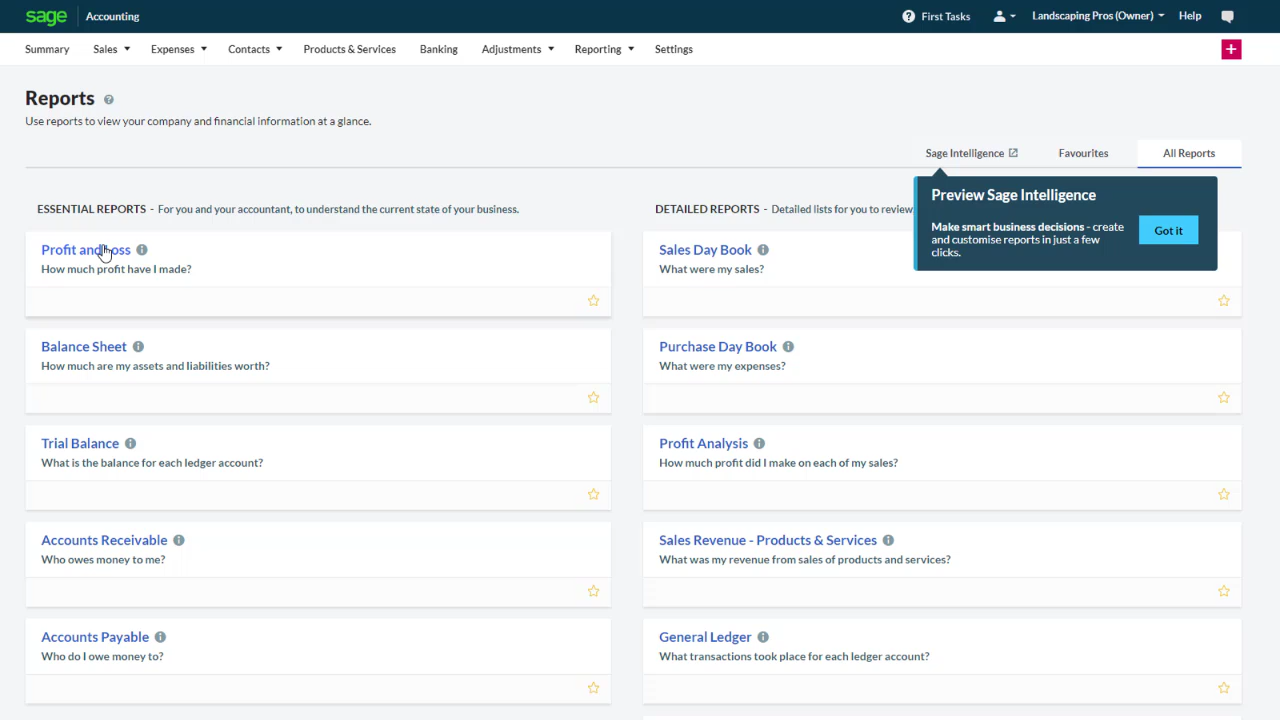 sage Accounting First Tasks Landscaping Pros (Owner) Help
Summary Sales Expenses Contacts Products & Services Banking Adjustments Reporting Settings
Reports
Use reports to view your company and financial information at a glance.
Sage Intelligence Favourites All Reports
Preview Sage Intelligence
Make smart business decisions - create
and customise reports in just a few
clicks.
Got it
ESSENTIAL REPORTS - For you and your accountant, to understand the current state of your business.
Profit and Loss
How much profit have I made?
Balance Sheet
How much are my assets and liabilities worth?
Trial Balance
What is the balance for each ledger account?
Accounts Receivable
Who owes money to me?
Accounts Payable
Who do I owe money to?
DETAILED REPORTS - Detailed lists for you to review
Sales Day Book
What were my sales?
Purchase Day Book
What were my expenses?
Profit Analysis
How much profit did I make on each of my sales?
Sales Revenue - Products & Services
What was my revenue from sales of products and services?
General Ledger
What transactions took place for each ledger account?